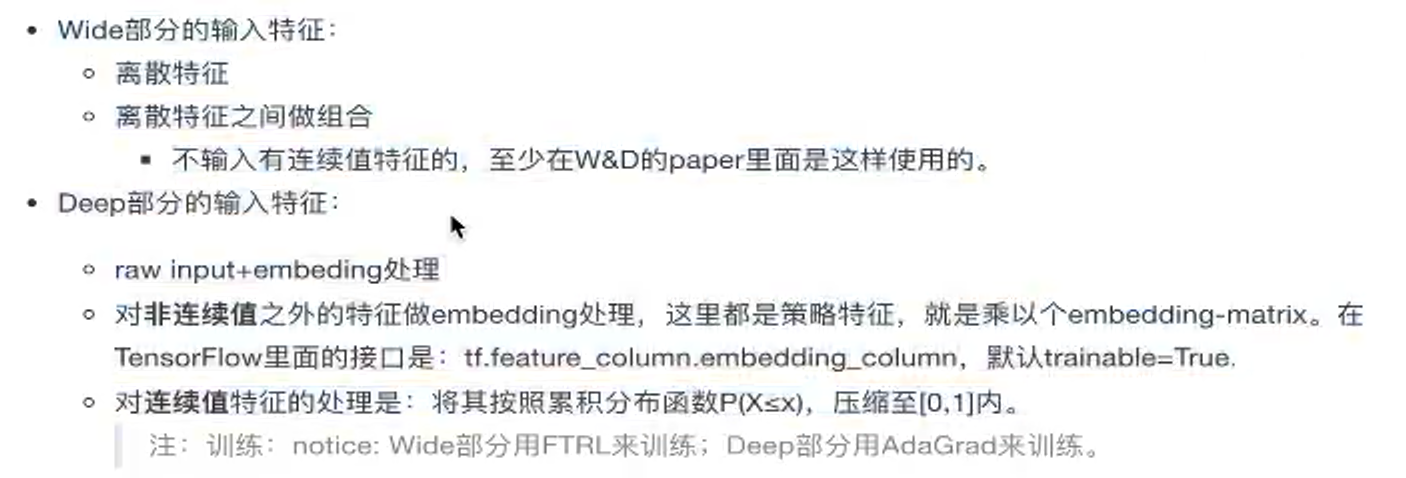 Wide部分的输入特征：
离散特征
离散特征之间做组合
不输入有连续值特征的，至少在W&D的paper里面是这样使用的。
Deep部分的输入特征：
raw input+embeding处理
对非连续值之外的特征做embedding处理，这里都是策略特征，就是乘以个embedding-matrix。在
TensorFlow里面的接口是：tf.feature_column.embedding_column，默认trainable=True.
对连续值特征的处理是：将其按照累积分布函数P(X≤x)，压缩至[0,1]内。
注：训练：notice: Wide部分用FTRL来训练；Deep部分用AdaGrad来训练。